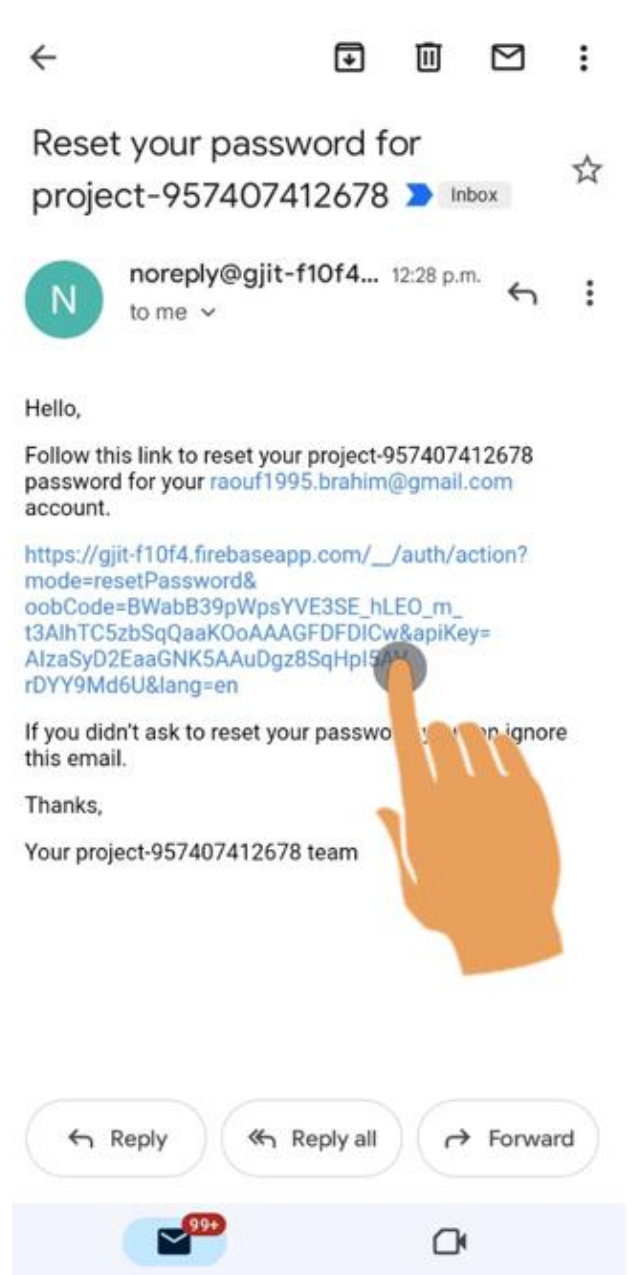 Reset your password for
project-957407412678 Inbox
N
noreply@gjit-f10f4... 12:28 p.m.
to me
Hello,
Follow this link to reset your project-957407412678
password for your raouf1995.brahim@gmail.com
account.
https://gjit-f10f4.firebaseapp.com/__/auth/action?
mode=resetPassword&
oobCode=BWabB39pWpsYVE3SE_hLEO_m_
t3AlhTC5zbSqQaaKOoAAAGFDFDICw&apiKey=
AIzaSyD2EaaGNK5AAuDgz8SqHpI5AV
rDYY9Md6U&lang=en
If you didn't ask to reset your ignore
this email.
Thanks,
Your project-957407412678 team
Reply Reply all Forward
99+